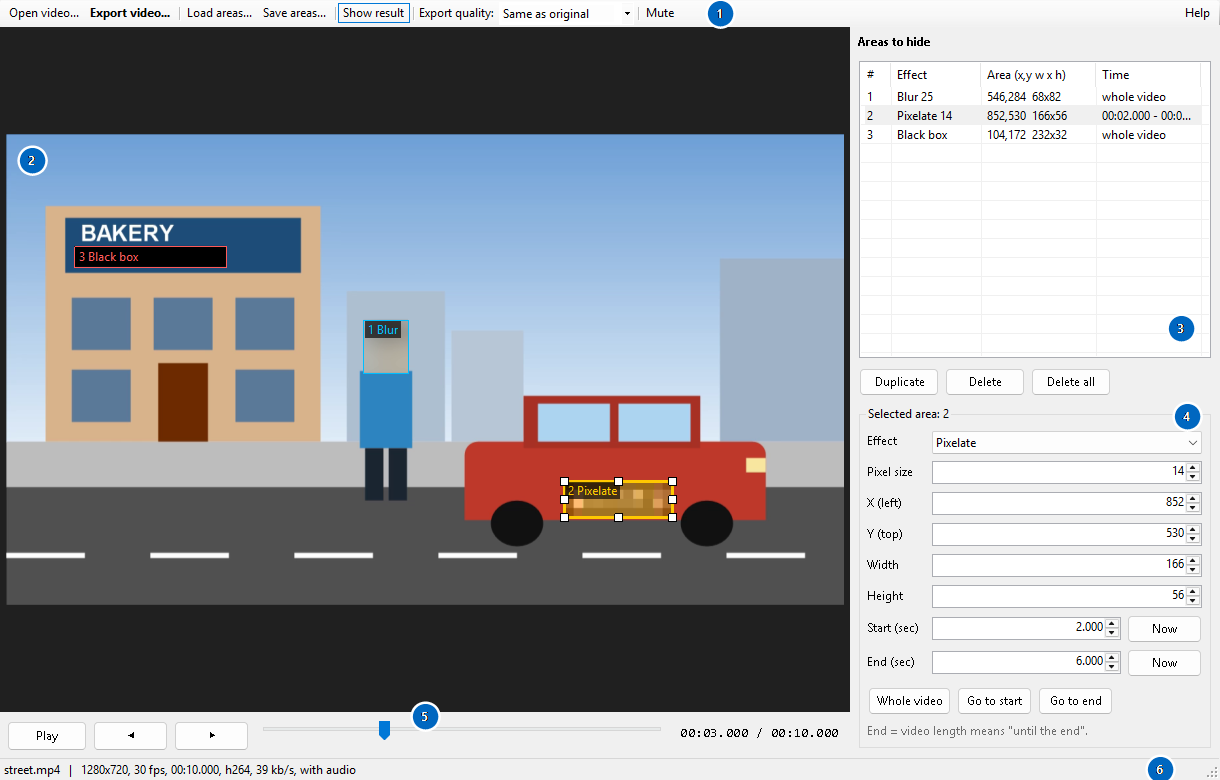 Open video... Export video... Load areas... Save areas... Show result Export quality: Same as original Mute 1 Help
Areas to hide
# Effect Area (x,y w x h) Time
1 Blur 25 546,284 68x82 whole video
2 Pixelate 14 852,530 166x56 00:02.000 - 00:0...
3 Black box 104,172 232x32 whole video
2
BAKERY
3 Black box
1 Blur
2 Pixelate
3
Duplicate Delete Delete all
Selected area: 2
4
Effect Pixelate
Pixel size 14
X (left) 852
Y (top) 530
Width 166
Height 56
Start (sec) 2.000 Now
End (sec) 6.000 Now
Whole video Go to start Go to end
End = video length means "until the end".
5
Play 00:03.000 / 00:10.000
street.mp4 | 1280x720, 30 fps, 00:10.000, h264, 39 kb/s, with audio
6